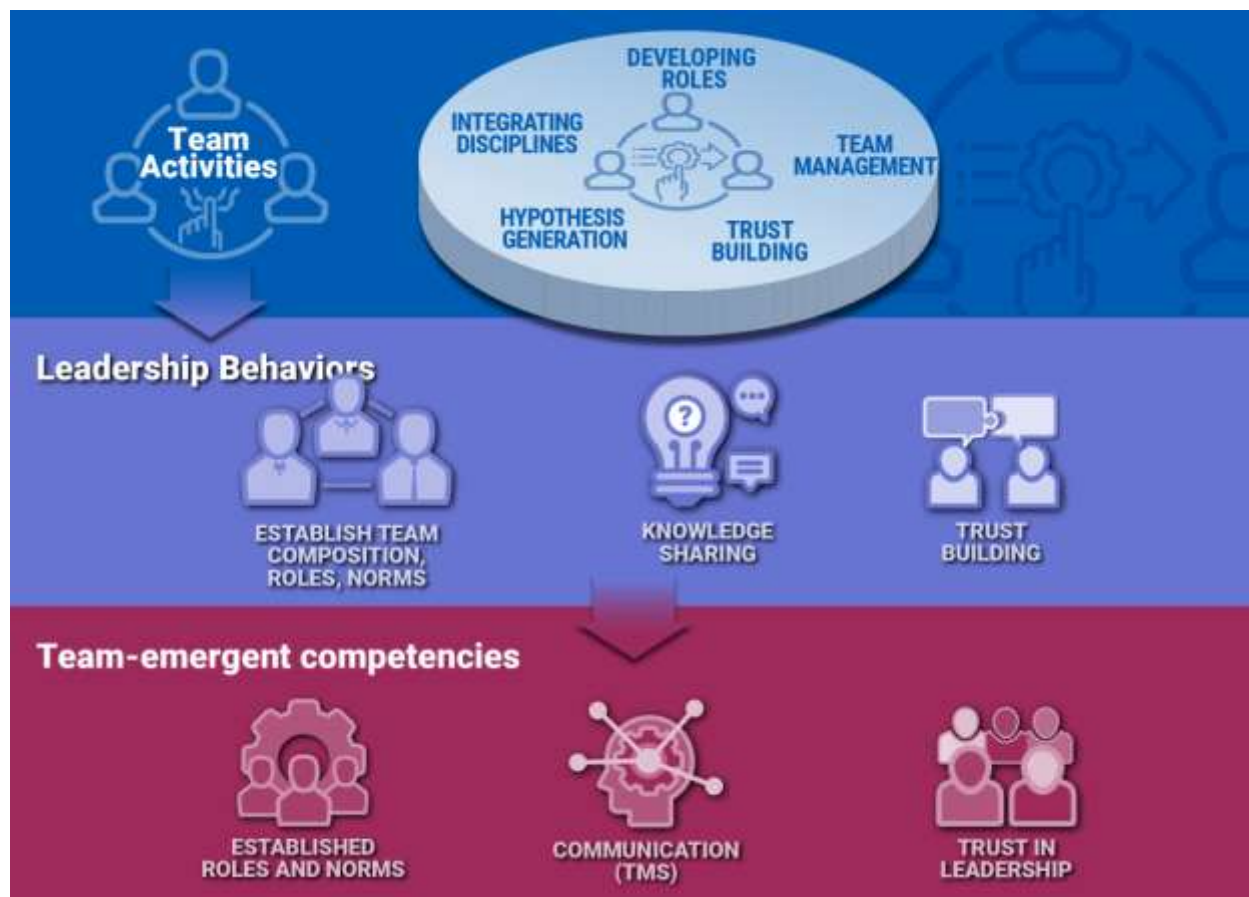 Team
Activities
DEVELOPING
ROLES
INTEGRATING
DISCIPLINES
TEAM
MANAGEMENT
HYPOTHESIS
GENERATION
TRUST
BUILDING
Leadership Behaviors
?
ESTABLISH TEAM
COMPOSITION,
ROLES, NORMS
KNOWLEDGE
SHARING
TRUST
BUILDING
Team-emergent competencies
ESTABLISHED
ROLES AND NORMS
COMMUNICATION
(TMS)
TRUST IN
LEADERSHIP